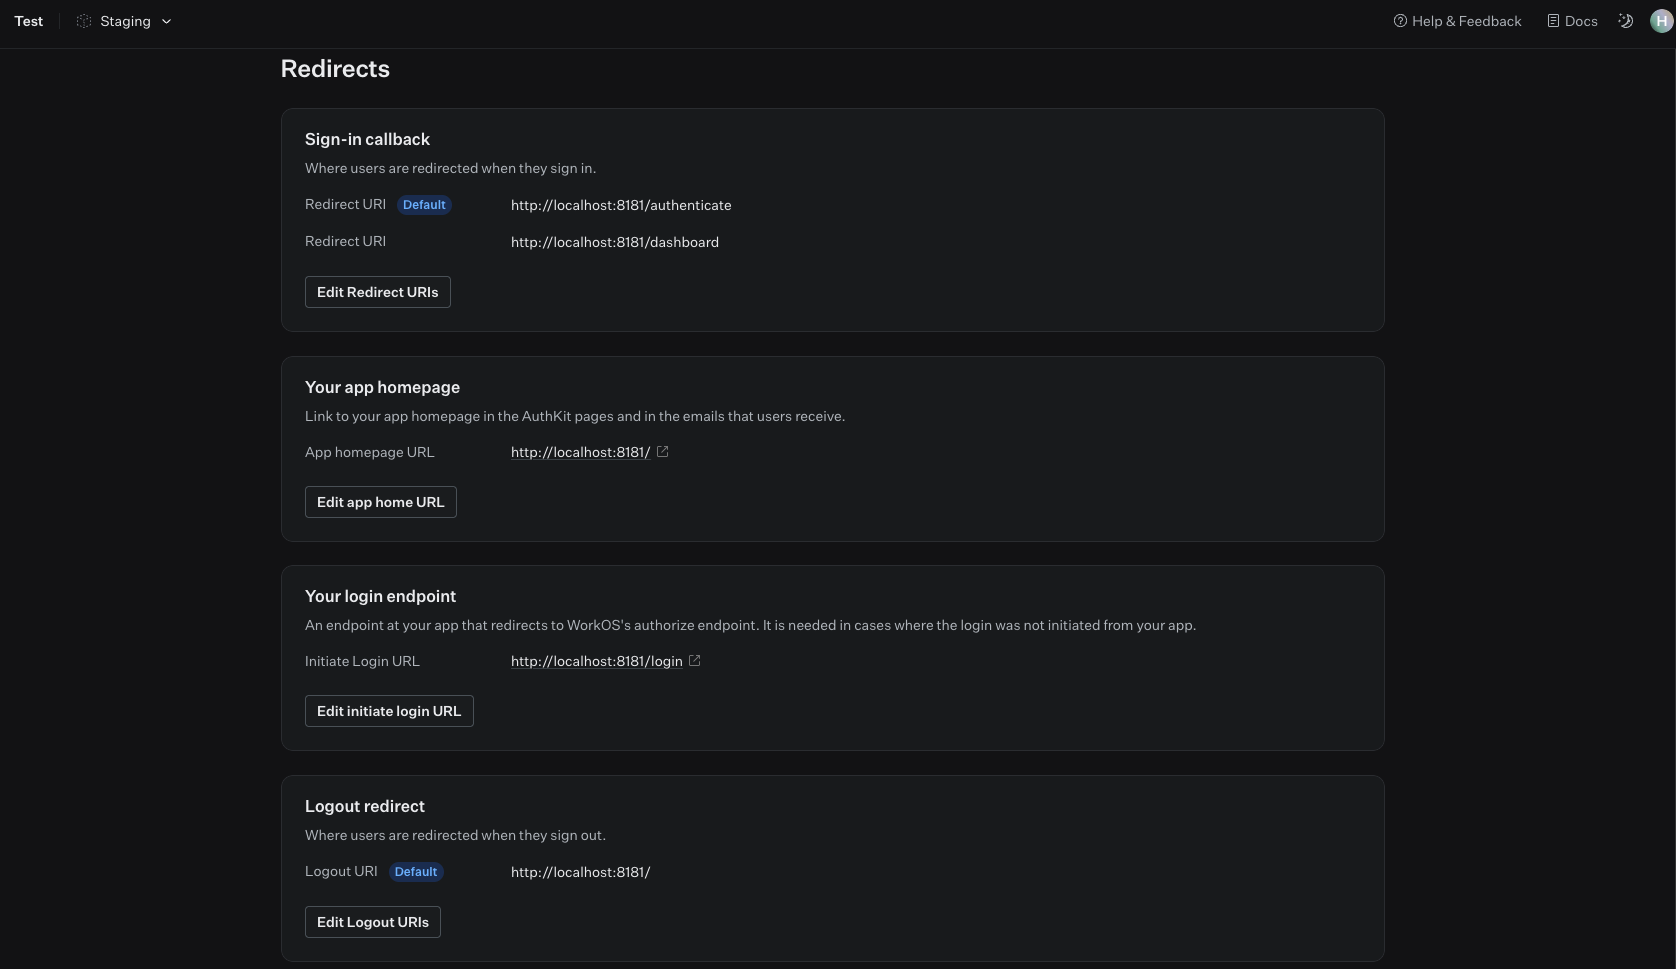 Test
Staging
Help & Feedback
Docs
H
Redirects
Sign-in callback
Where users are redirected when they sign in.
Redirect URI Default http://localhost:8181/authenticate
Redirect URI http://localhost:8181/dashboard
Edit Redirect URIs
Your app homepage
Link to your app homepage in the AuthKit pages and in the emails that users receive.
App homepage URL http://localhost:8181/
Edit app home URL
Your login endpoint
An endpoint at your app that redirects to WorkOS's authorize endpoint. It is needed in cases where the login was not initiated from your app.
Initiate Login URL http://localhost:8181/login
Edit initiate login URL
Logout redirect
Where users are redirected when they sign out.
Logout URI Default http://localhost:8181/
Edit Logout URIs